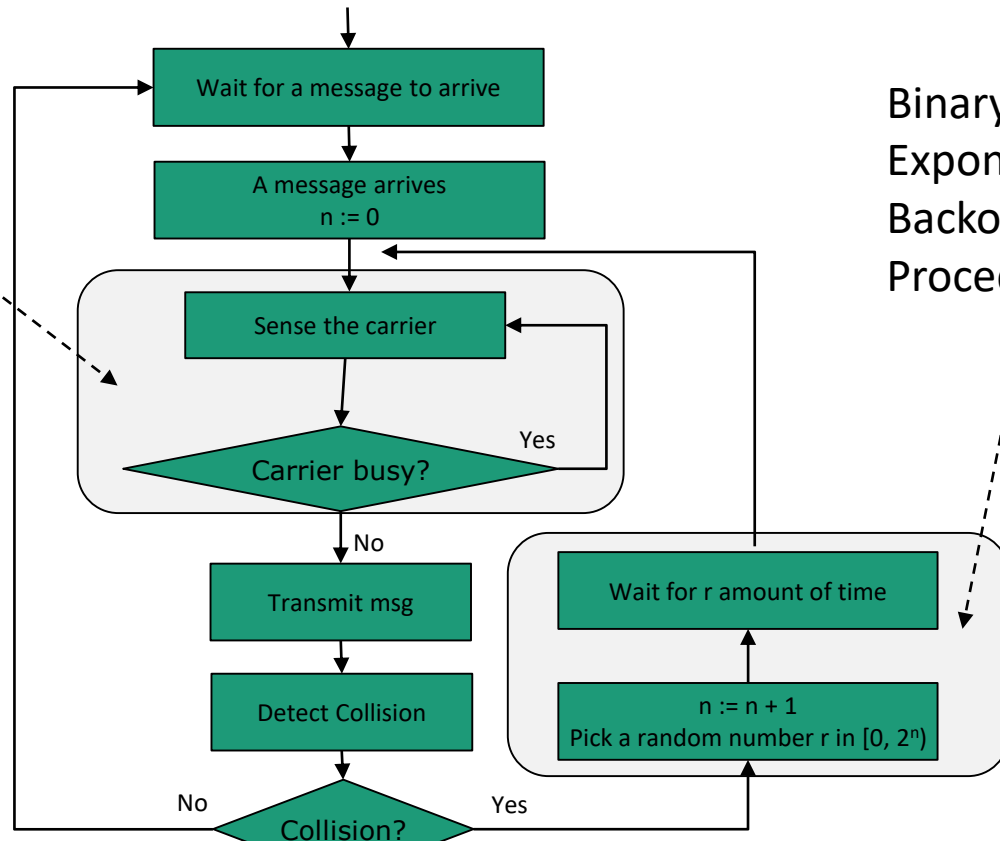 Wait for a message to arrive
A message arrives
n := 0
Sense the carrier
Yes
Carrier busy?
No
Transmit msg
Detect Collision
No
Collision?
Yes
n := n + 1
Pick a random number r in [0, 2ⁿ)
Wait for r amount of time
Binary